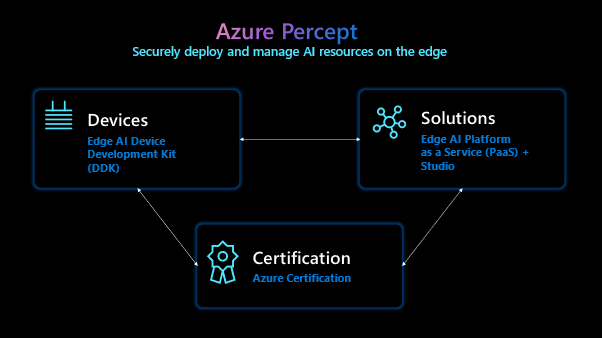 Azure Percept
Securely deploy and manage AI resources on the edge
Devices
Edge AI Device
Development Kit
(DDK)
Solutions
Edge AI Platform
as a Service (PaaS) +
Studio
Certification
Azure Certification